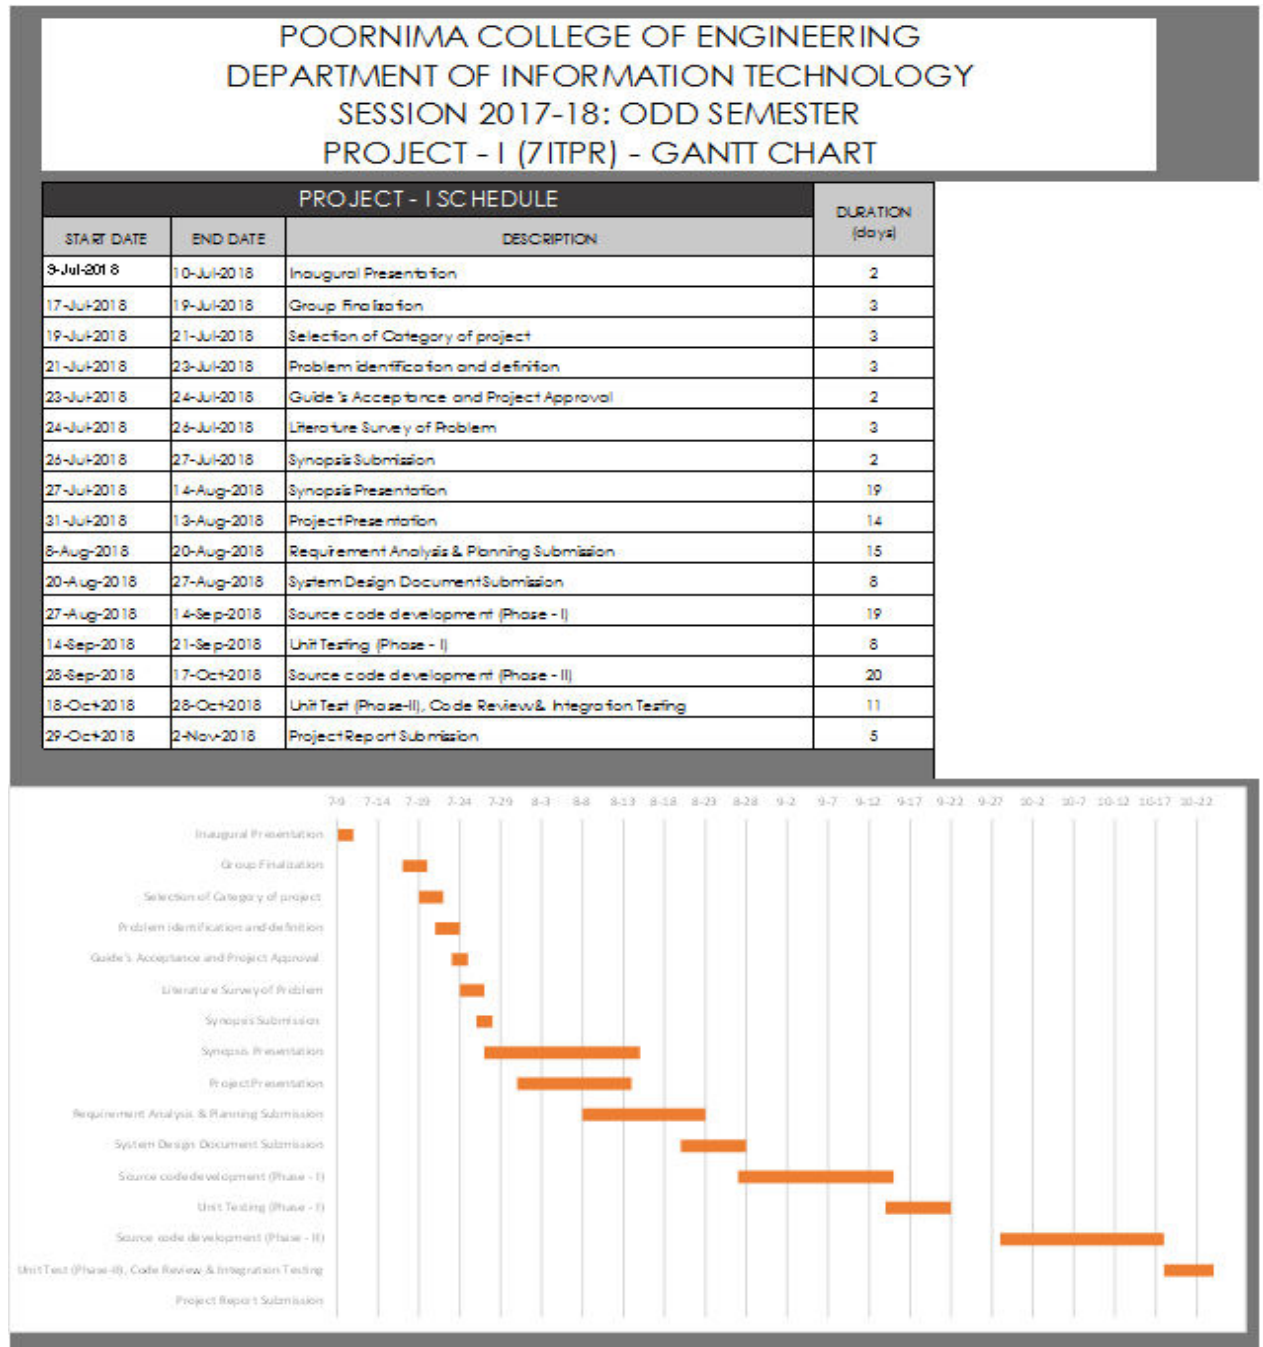 POORNIMA COLLEGE OF ENGINEERING
DEPARTMENT OF INFORMATION TECHNOLOGY
SESSION 2017-18: ODD SEMESTER
PROJECT - I (7ITPR) - GANTT CHART
PROJECT - I SCHEDULE DURATION (days)
START DATE END DATE DESCRIPTION
9-Jul-2018 10-Jul-2018 Inaugural Presentation 2
17-Jul-2018 19-Jul-2018 Group Finalization 3
19-Jul-2018 21-Jul-2018 Selection of Category of project 3
21-Jul-2018 23-Jul-2018 Problem identification and definition 3
23-Jul-2018 24-Jul-2018 Guide's Acceptance and Project Approval 2
24-Jul-2018 26-Jul-2018 Literature Survey of Problem 3
26-Jul-2018 27-Jul-2018 Synopsis Submission 2
27-Jul-2018 14-Aug-2018 Synopsis Presentation 19
31-Jul-2018 13-Aug-2018 Project Presentation 14
8-Aug-2018 20-Aug-2018 Requirement Analysis & Planning Submission 15
20-Aug-2018 27-Aug-2018 System Design Document Submission 8
27-Aug-2018 14-Sep-2018 Source code development (Phase - I) 19
14-Sep-2018 21-Sep-2018 Unit Testing (Phase - I) 8
28-Sep-2018 17-Oct-2018 Source code development (Phase - II) 20
18-Oct-2018 28-Oct-2018 Unit Test (Phase-II), Code Review & Integration Testing 11
29-Oct-2018 2-Nov-2018 Project Report Submission 5
7-9 7-14 7-19 7-24 7-29 8-3 8-8 8-13 8-18 8-23 8-28 9-2 9-7 9-12 9-17 9-22 9-27 10-2 10-7 10-12 10-17 10-22
Inaugural Presentation
Group Finalization
Selection of Category of project
Problem identification and definition
Guide's Acceptance and Project Approval
Literature Survey of Problem
Synopsis Submission
Synopsis Presentation
Project Presentation
Requirement Analysis & Planning Submission
System Design Document Submission
Source code development (Phase - I)
Unit Testing (Phase - I)
Source code development (Phase - II)
Unit Test (Phase-II), Code Review & Integration Testing
Project Report Submission